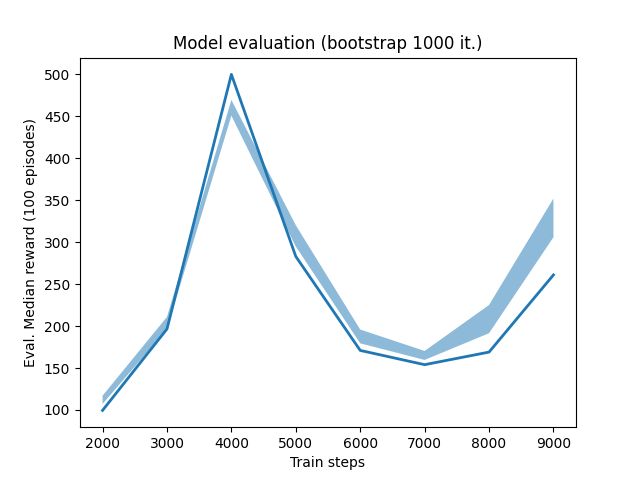 Model evaluation (bootstrap 1000 it.)
500
450
400
350
300
250
200
150
100
Eval. Median reward (100 episodes)
2000 3000 4000 5000 6000 7000 8000 9000
Train steps